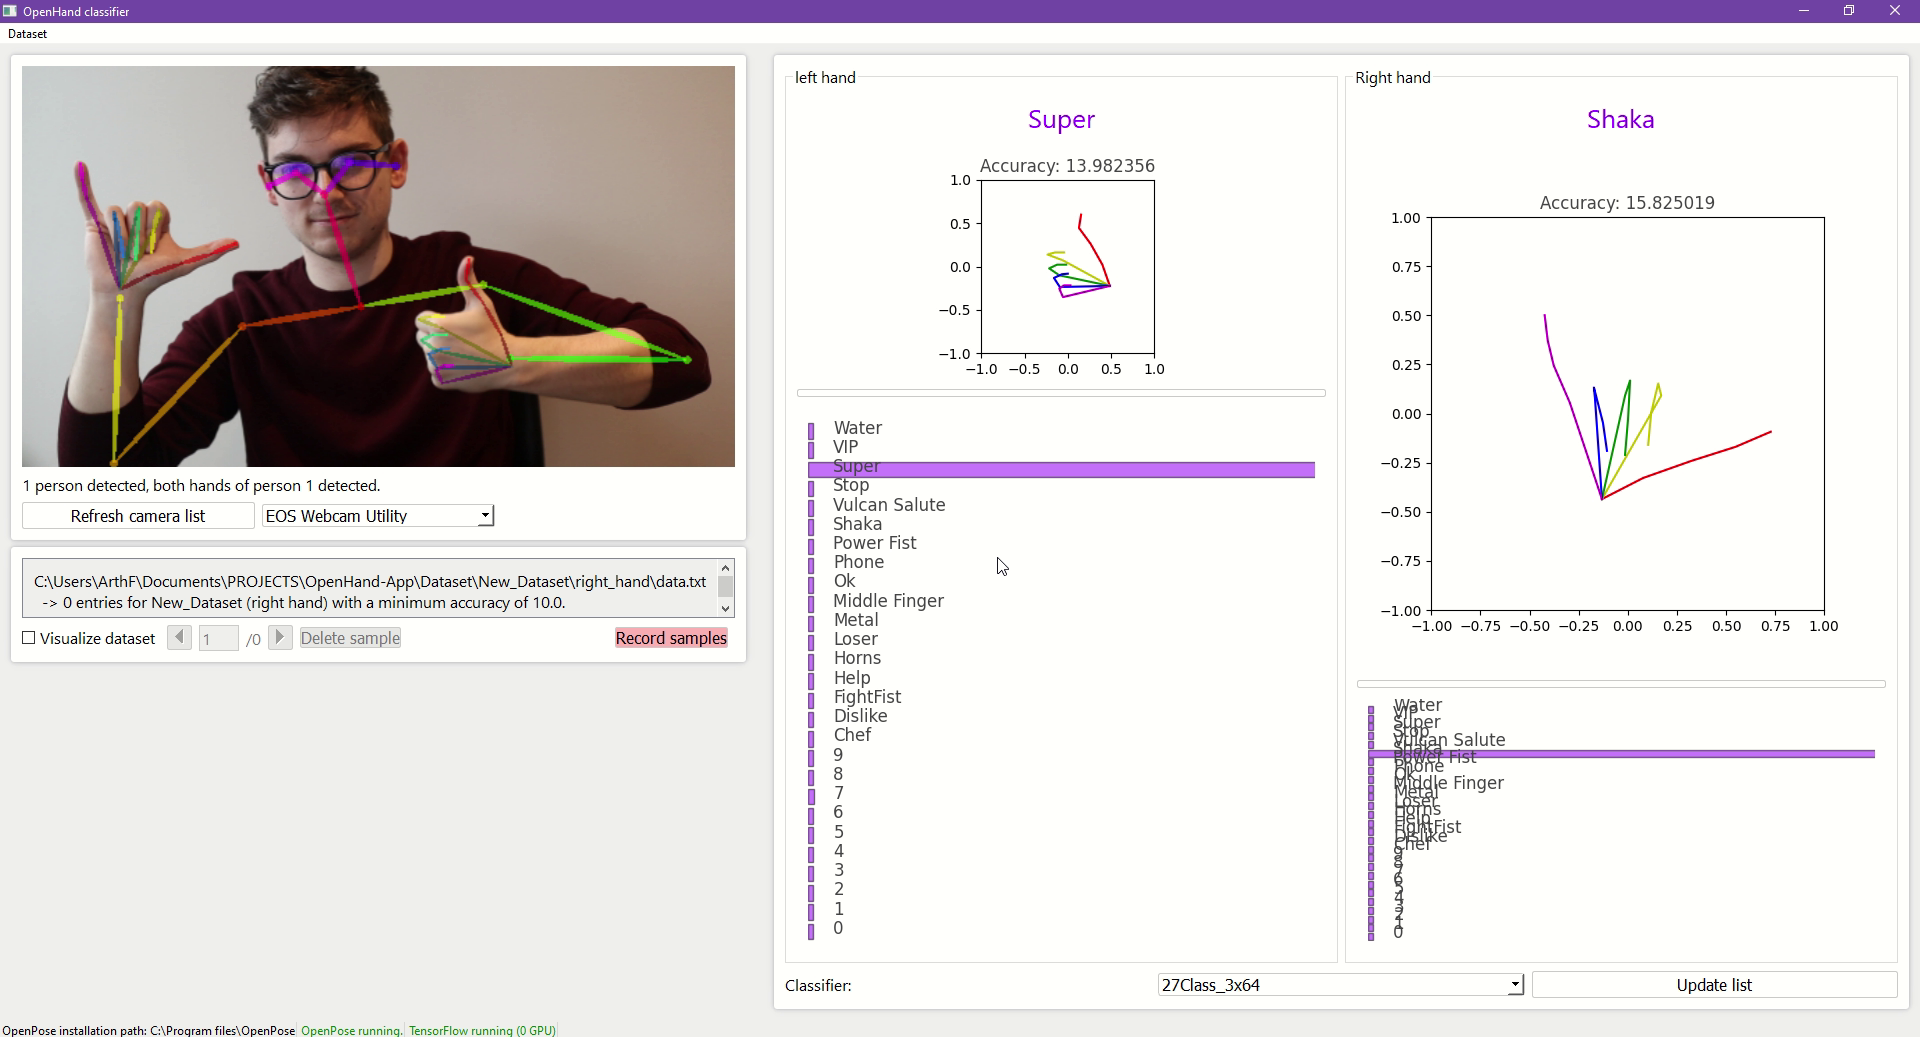 OpenHand classifier
Dataset
1 person detected, both hands of person 1 detected.
Refresh camera list
EOS Webcam Utility
C:\Users\ArthF\Documents\PROJECTS\OpenHand-App\Dataset\New_Dataset\right_hand\data.txt
-> 0 entries for New_Dataset (right hand) with a minimum accuracy of 10.0.
Visualize dataset
1
/0
Delete sample
Record samples
left hand
Super
Accuracy: 13.982356
1.0
0.5
0.0
−0.5
−1.0
−1.0 −0.5 0.0 0.5 1.0
Water
VIP
Super
Stop
Vulcan Salute
Shaka
Power Fist
Phone
Ok
Middle Finger
Metal
Loser
Horns
Help
FightFist
Dislike
Chef
9
8
7
6
5
4
3
2
1
0
Right hand
Shaka
Accuracy: 15.825019
1.00
0.75
0.50
0.25
0.00
−0.25
−0.50
−0.75
−1.00
−1.00 −0.75 −0.50 −0.25 0.00 0.25 0.50 0.75 1.00
Water
VIP
Super
Stop
Vulcan Salute
Shaka
Power Fist
Phone
Ok
Middle Finger
Metal
Loser
Horns
Help
FightFist
Dislike
Chef
9
8
7
6
5
4
3
2
1
0
Classifier:
27Class_3x64
Update list
OpenPose installation path: C:\Program files\OpenPose
OpenPose running.
TensorFlow running (0 GPU)